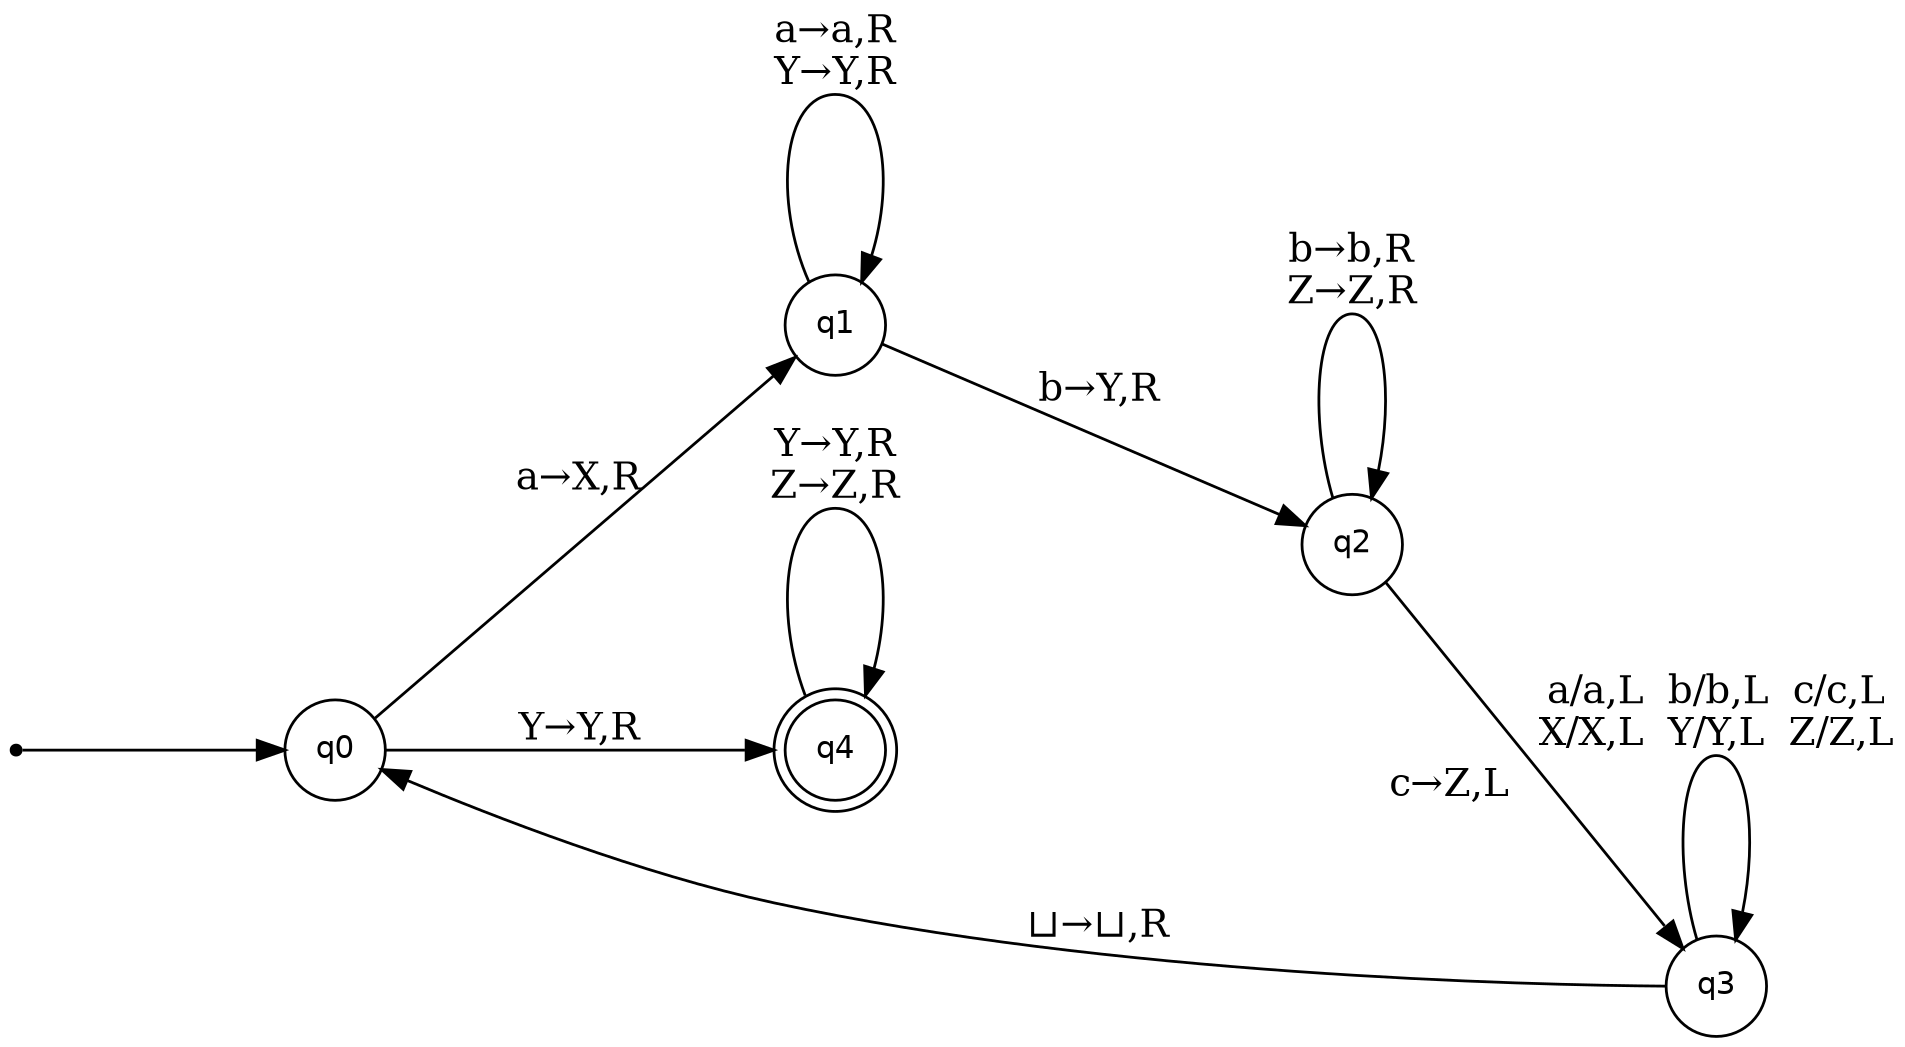 a→a,R
Y→Y,R
q1
b→b,R
Z→Z,R
b→Y,R
a→X,R
Y→Y,R
Z→Z,R
q2
a/a,L b/b,L c/c,L
X/X,L Y/Y,L Z/Z,L
q0
Y→Y,R
q4
c→Z,L
⊔→⊔,R
q3